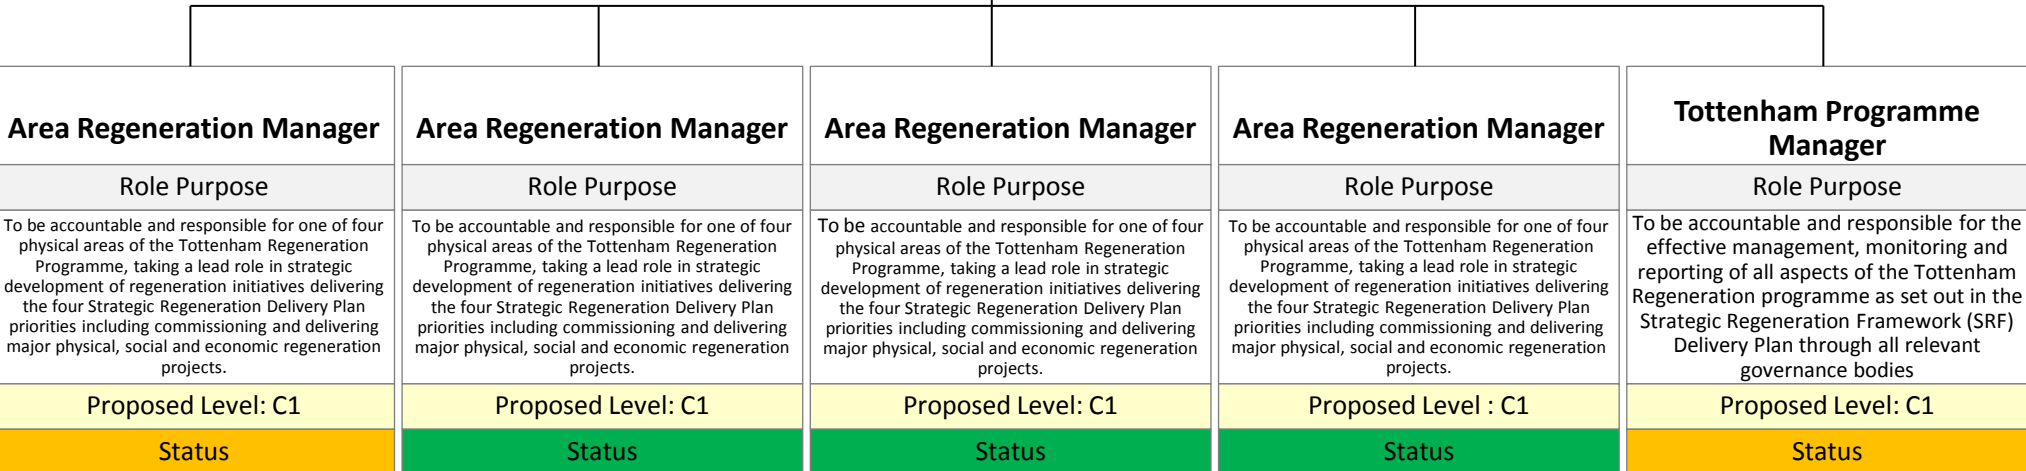 Area Regeneration Manager
Role Purpose
To be accountable and responsible for one of four
physical areas of the Tottenham Regeneration
Programme, taking a lead role in strategic
development of regeneration initiatives delivering
the four Strategic Regeneration Delivery Plan
priorities including commissioning and delivering
major physical, social and economic regeneration
projects.
Proposed Level: C1
Status
Area Regeneration Manager
Role Purpose
To be accountable and responsible for one of four
physical areas of the Tottenham Regeneration
Programme, taking a lead role in strategic
development of regeneration initiatives delivering
the four Strategic Regeneration Delivery Plan
priorities including commissioning and delivering
major physical, social and economic regeneration
projects.
Proposed Level: C1
Status
Area Regeneration Manager
Role Purpose
To be accountable and responsible for one of four
physical areas of the Tottenham Regeneration
Programme, taking a lead role in strategic
development of regeneration initiatives delivering
the four Strategic Regeneration Delivery Plan
priorities including commissioning and delivering
major physical, social and economic regeneration
projects.
Proposed Level: C1
Status
Area Regeneration Manager
Role Purpose
To be accountable and responsible for one of four
physical areas of the Tottenham Regeneration
Programme, taking a lead role in strategic
development of regeneration initiatives delivering
the four Strategic Regeneration Delivery Plan
priorities including commissioning and delivering
major physical, social and economic regeneration
projects.
Proposed Level : C1
Status
Tottenham Programme
Manager
Role Purpose
To be accountable and responsible for the
effective management, monitoring and
reporting of all aspects of the Tottenham
Regeneration programme as set out in the
Strategic Regeneration Framework (SRF)
Delivery Plan through all relevant
governance bodies
Proposed Level: C1
Status